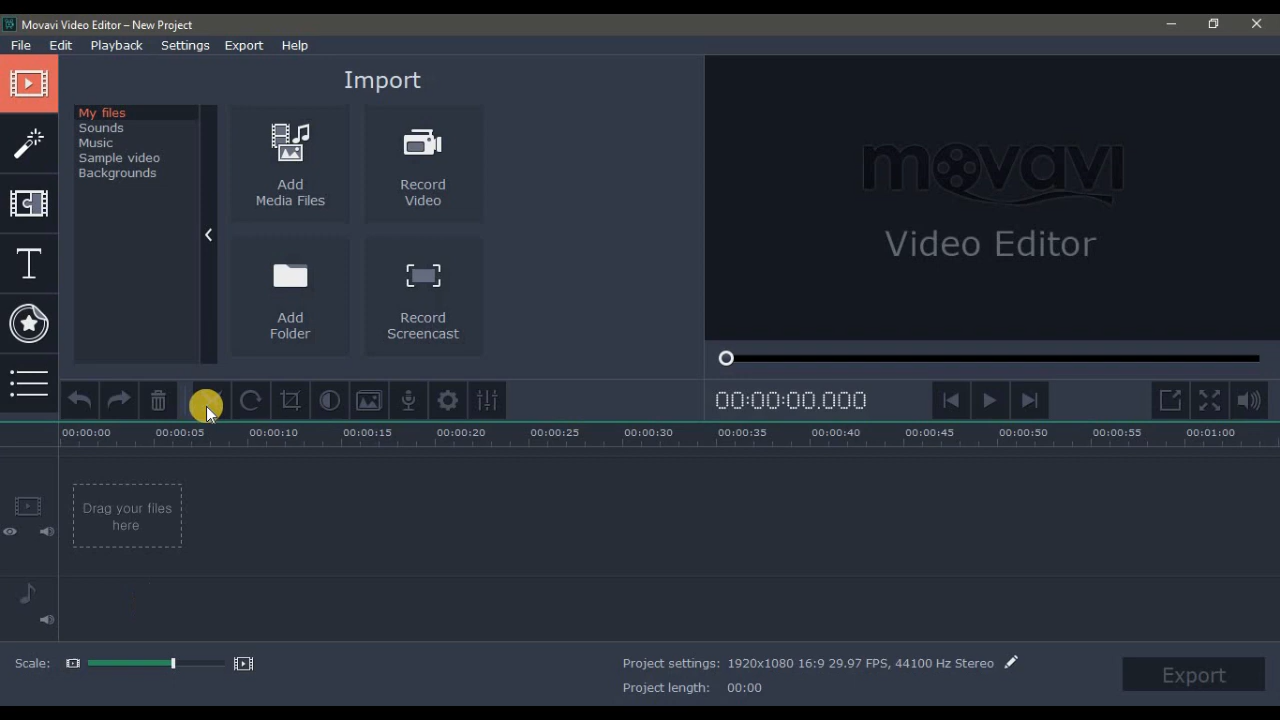 Movavi Video Editor – New Project
File Edit Playback Settings Export Help
Import
My files
Sounds
Music
Sample video
Backgrounds
Add
Media Files
Record
Video
Add
Folder
Record
Screencast
movavi
Video Editor
00:00:00.000
00:00:00 00:00:05 00:00:10 00:00:15 00:00:20 00:00:25 00:00:30 00:00:35 00:00:40 00:00:45 00:00:50 00:00:55 00:01:00
Drag your files
here
Scale:
Project settings: 1920x1080 16:9 29.97 FPS, 44100 Hz Stereo
Project length: 00:00
Export